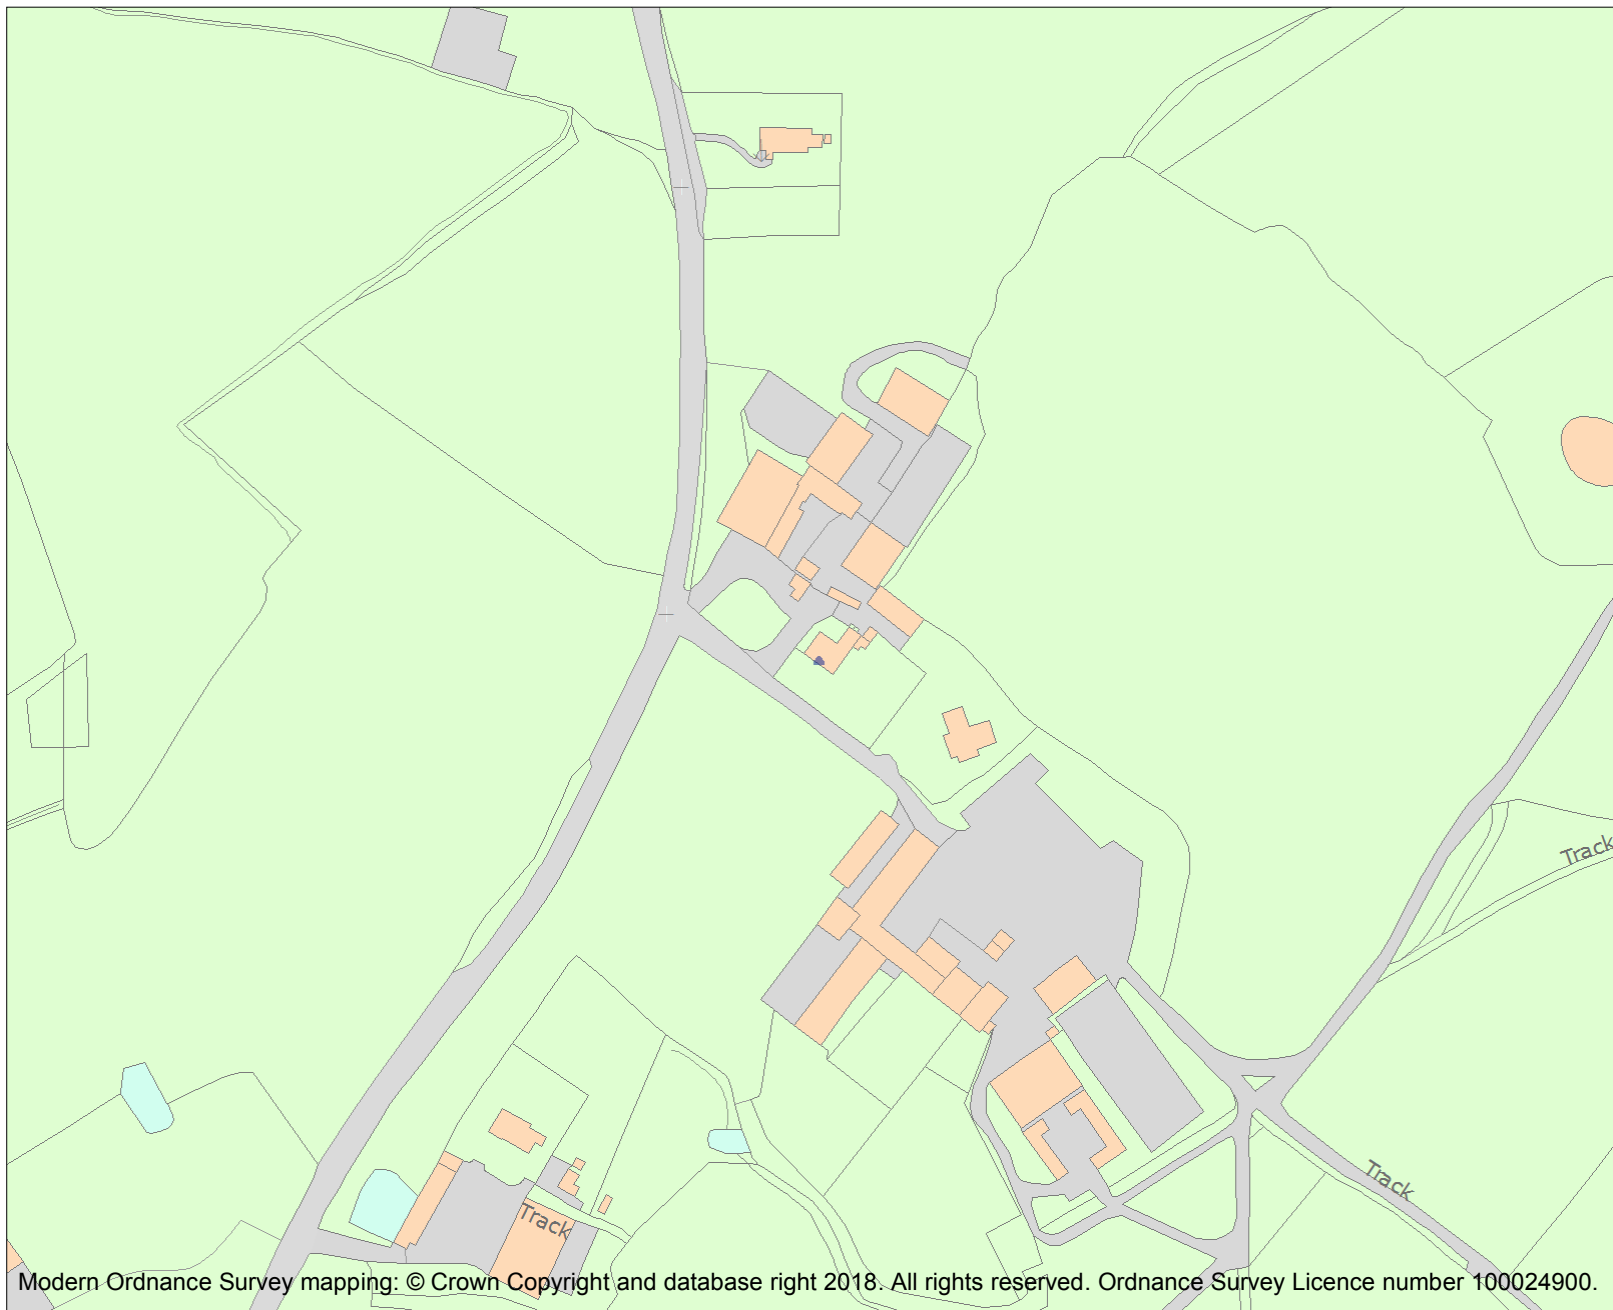 Track
Track
Track
Modern Ordnance Survey mapping: © Crown Copyright and database right 2018. All rights reserved. Ordnance Survey Licence number 100024900.